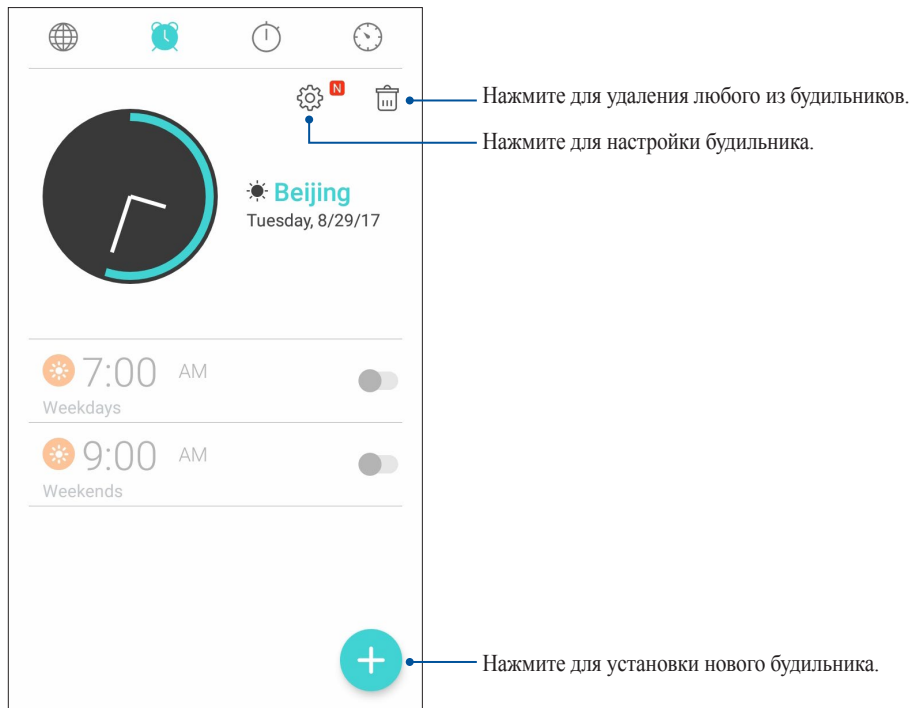 N
Нажмите для удаления любого из будильников.
Нажмите для настройки будильника.
Beijing
Tuesday, 8/29/17
7:00 AM
Weekdays
9:00 AM
Weekends
Нажмите для установки нового будильника.